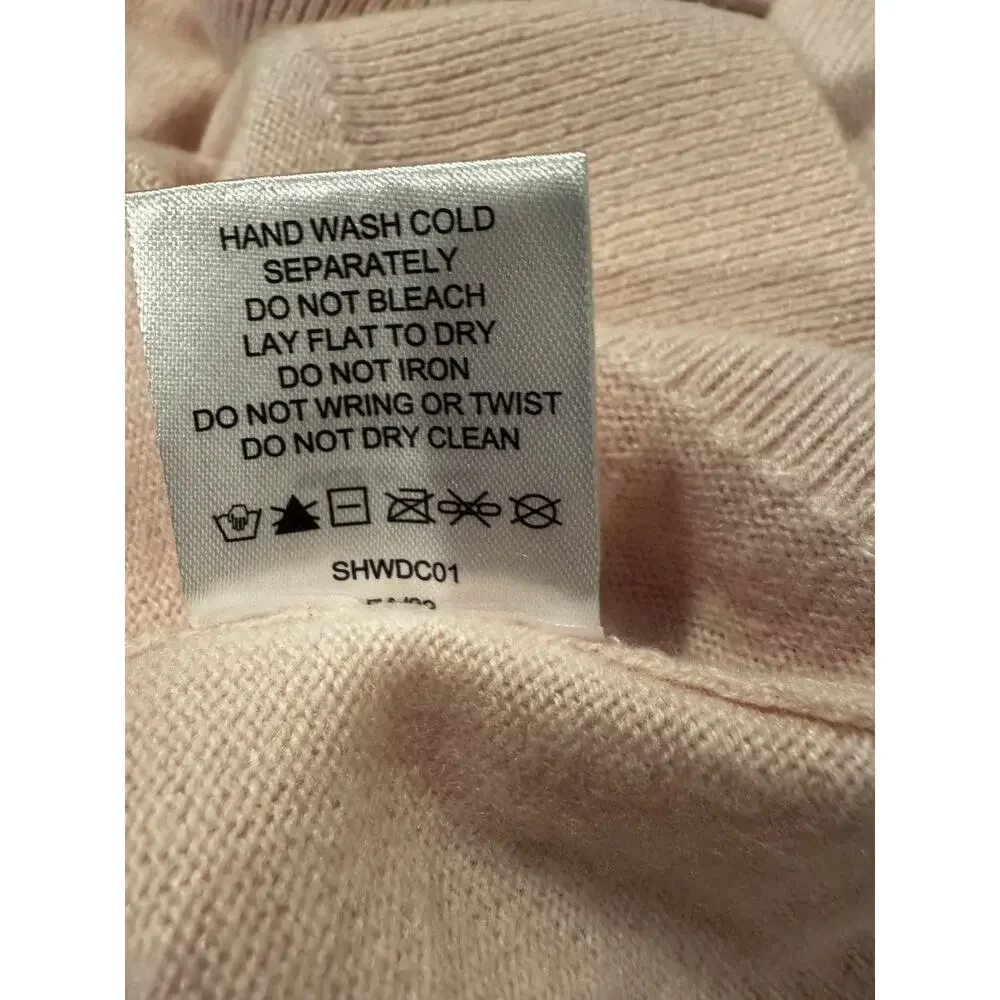 HAND WASH COLD
SEPARATELY
DO NOT BLEACH
LAY FLAT TO DRY
DO NOT IRON
DO NOT WRING OR TWIST
DO NOT DRY CLEAN
SHWDC01